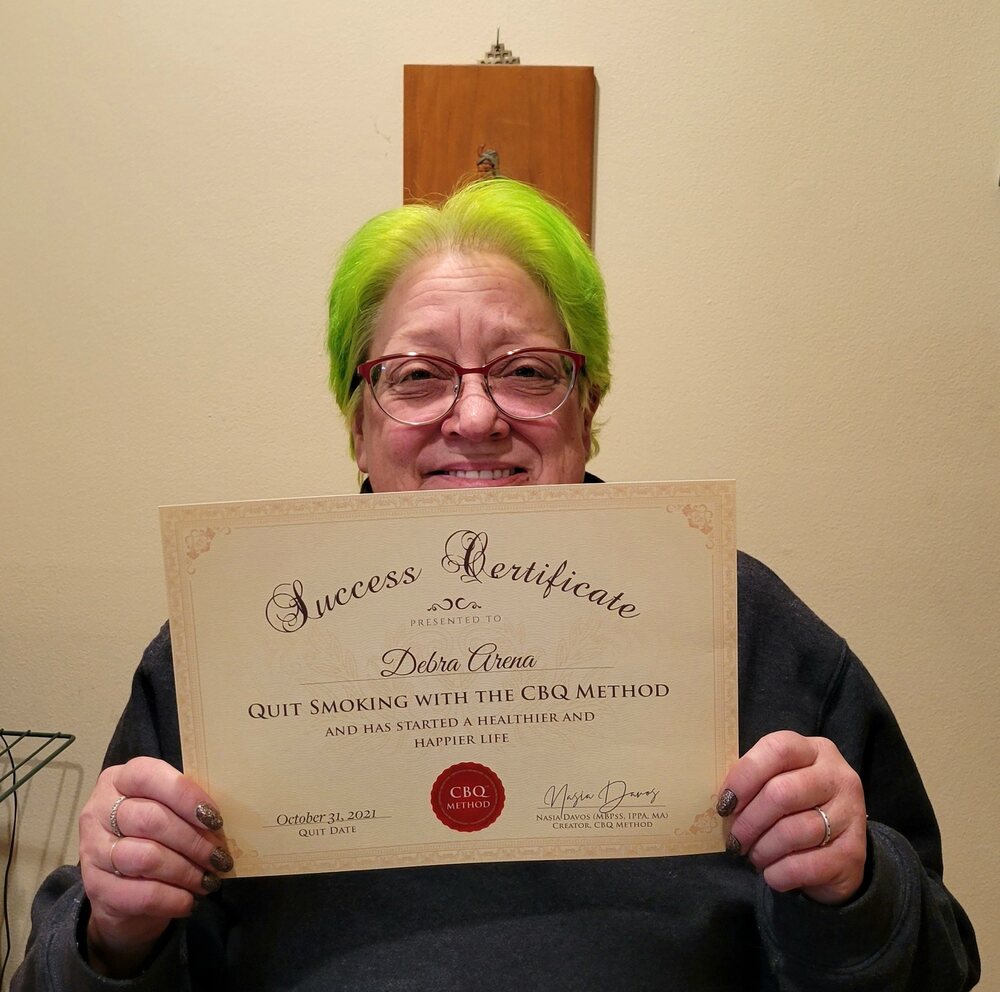 Success Certificate
PRESENTED TO
Debra Arena
QUIT SMOKING WITH THE CBQ METHOD
AND HAS STARTED A HEALTHIER AND
HAPPIER LIFE
CBQ
METHOD
October 31, 2021
QUIT DATE
Nasia Davos
NASIA DAVOS (MBPSS, IPPA, MA)
CREATOR, CBQ METHOD